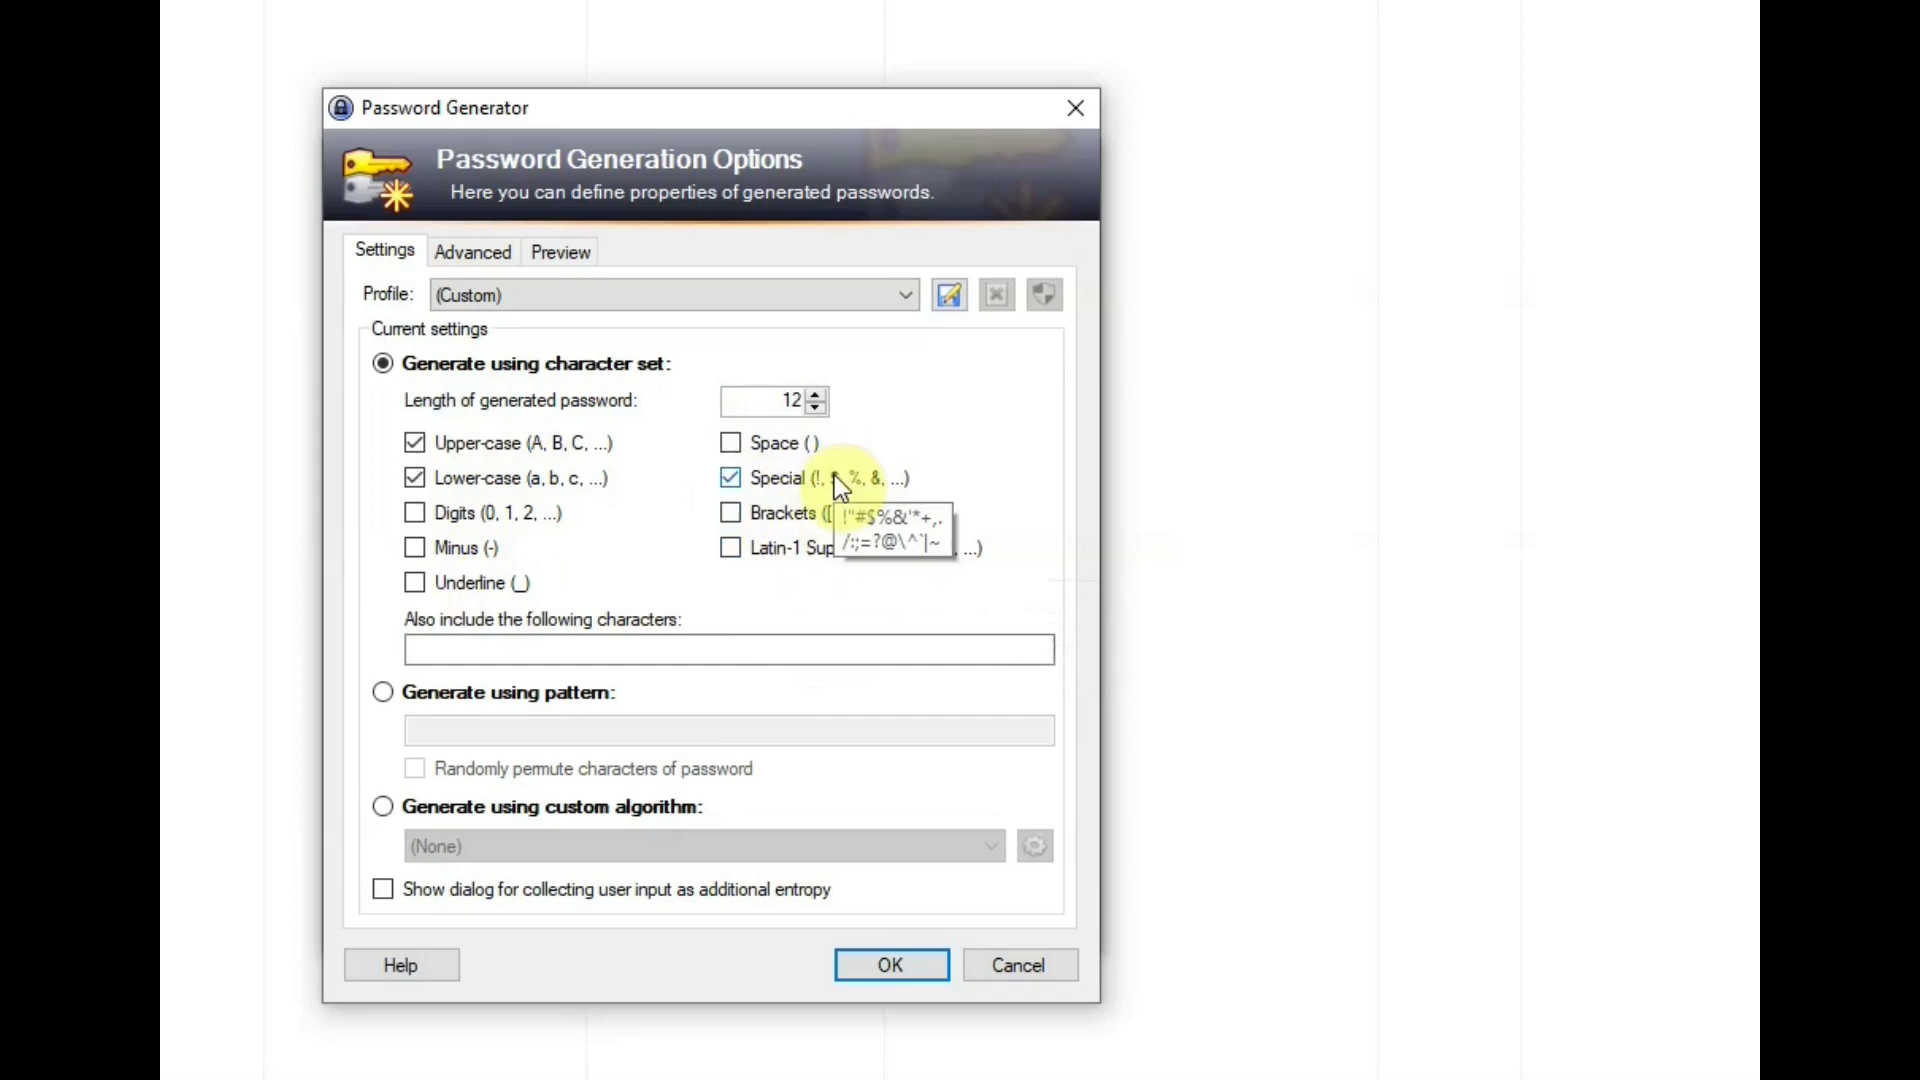 Password Generator
Password Generation Options
Here you can define properties of generated passwords.
Settings Advanced Preview
Profile: (Custom)
Current settings
Generate using character set:
Length of generated password: 12
Upper-case (A, B, C, ...) Space ( )
Lower-case (a, b, c, ...) Special (!, $, %, &, ...)
Digits (0, 1, 2, ...) Brackets ([
!"#$%&'*+,.
/:;=?@\^`|~
Minus (-) Latin-1 Sup ...)
Underline (_)
Also include the following characters:
Generate using pattern:
Randomly permute characters of password
Generate using custom algorithm:
(None)
Show dialog for collecting user input as additional entropy
Help OK Cancel